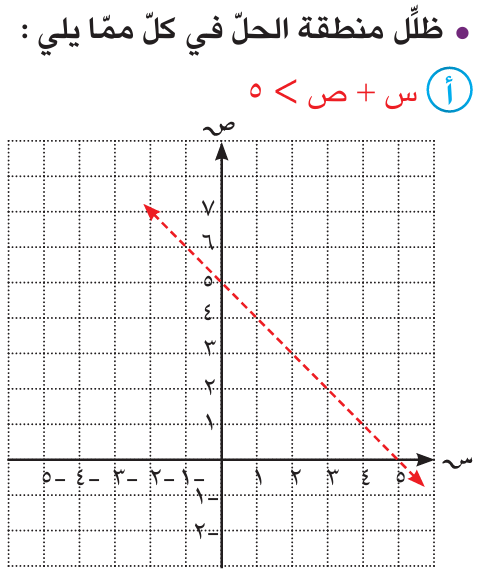 • ظلِّل منطقة الحلّ في كلّ ممّا يلي :
أ س + ص > ٥
ص
٧
٦
٥
٤
٣
٢
١
س
٥ ٤ ٣ ٢ ١ –١ –٢ –٣ –٤ –٥
–١
–٢